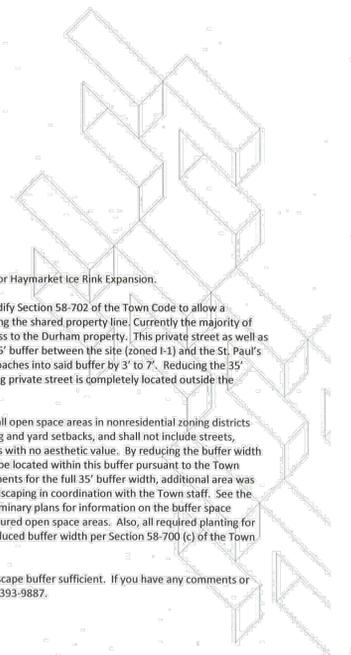 or Haymarket Ice Rink Expansion.
dify Section 58-702 of the Town Code to allow a
ng the shared property line. Currently the majority of
ss to the Durham property. This private street as well as
5' buffer between the site (zoned I-1) and the St. Paul's
oaches into said buffer by 3' to 7'. Reducing the 35'
g private street is completely located outside the
all open space areas in nonresidential zoning districts
g and yard setbacks, and shall not include streets,
s with no aesthetic value. By reducing the buffer width
be located within this buffer pursuant to the Town
ents for the full 35' buffer width, additional area was
scaping in coordination with the Town staff. See the
minary plans for information on the buffer space
ured open space areas. Also, all required planting for
duced buffer width per Section 58-700 (c) of the Town
cape buffer sufficient. If you have any comments or
393-9887.